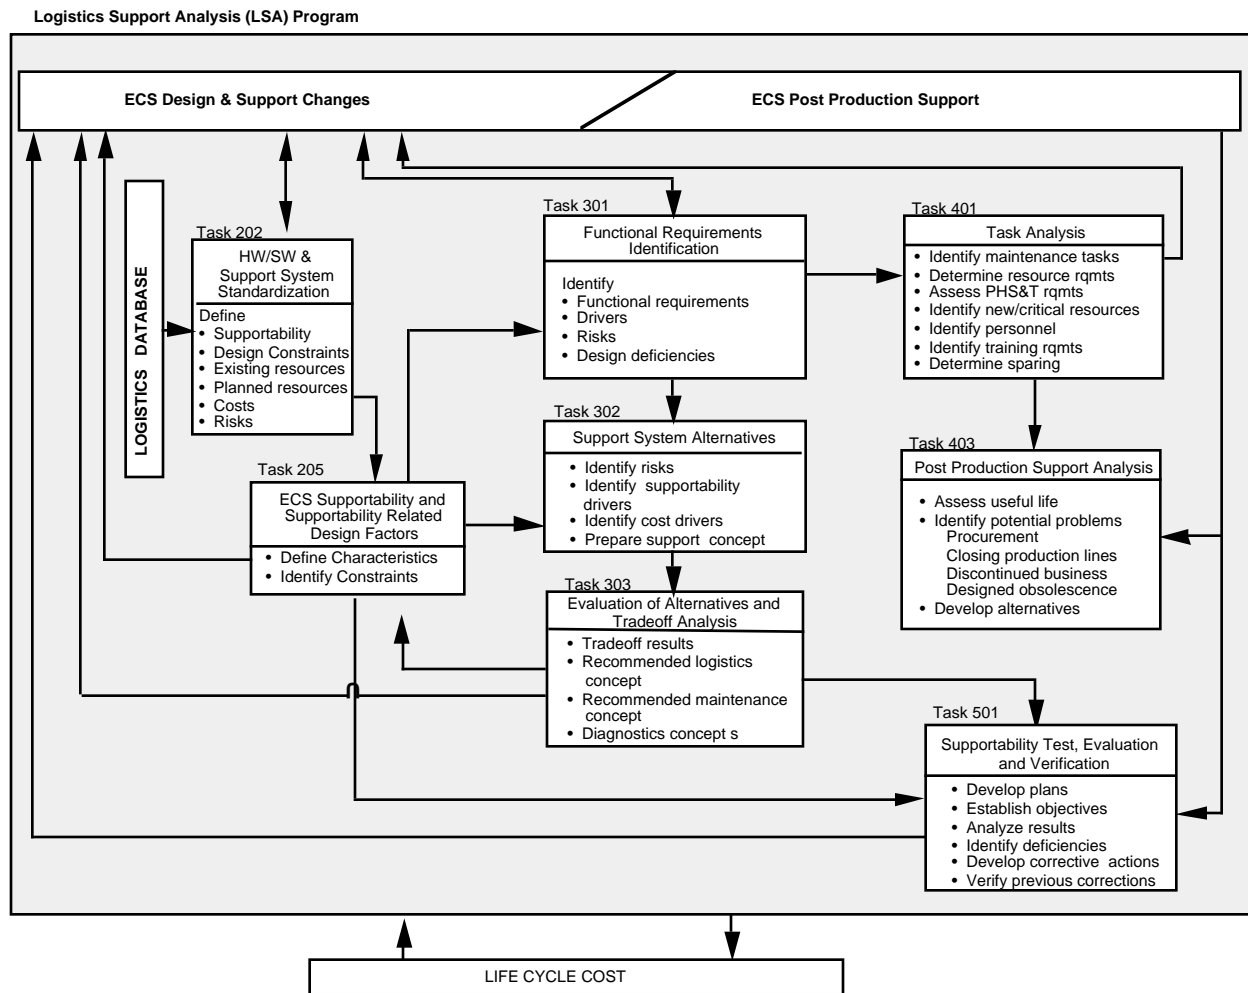 Logistics Support Analysis (LSA) Program
ECS Design & Support Changes
ECS Post Production Support
LOGISTICS DATABASE
Task 202
HW/SW &
Support System
Standardization
Define
• Supportability
• Design Constraints
• Existing resources
• Planned resources
• Costs
• Risks
Task 205
ECS Supportability and
Supportability Related
Design Factors
• Define Characteristics
• Identify Constraints
Task 301
Functional Requirements
Identification
Identify
• Functional requirements
• Drivers
• Risks
• Design deficiencies
Task 302
Support System Alternatives
• Identify risks
• Identify supportability
drivers
• Identify cost drivers
• Prepare support concept
Task 303
Evaluation of Alternatives and
Tradeoff Analysis
• Tradeoff results
• Recommended logistics
concept
• Recommended maintenance
concept
• Diagnostics concept s
Task 401
Task Analysis
• Identify maintenance tasks
• Determine resource rqmts
• Assess PHS&T rqmts
• Identify new/critical resources
• Identify personnel
• Identify training rqmts
• Determine sparing
Task 403
Post Production Support Analysis
• Assess useful life
• Identify potential problems
Procurement
Closing production lines
Discontinued business
Designed obsolescence
• Develop alternatives
Task 501
Supportability Test, Evaluation
and Verification
• Develop plans
• Establish objectives
• Analyze results
• Identify deficiencies
• Develop corrective actions
• Verify previous corrections
LIFE CYCLE COST